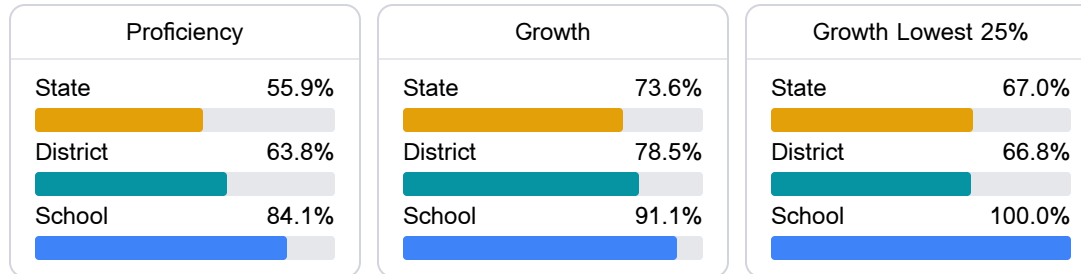 Proficiency
State 55.9%
District 63.8%
School 84.1%
Growth
State 73.6%
District 78.5%
School 91.1%
Growth Lowest 25%
State 67.0%
District 66.8%
School 100.0%